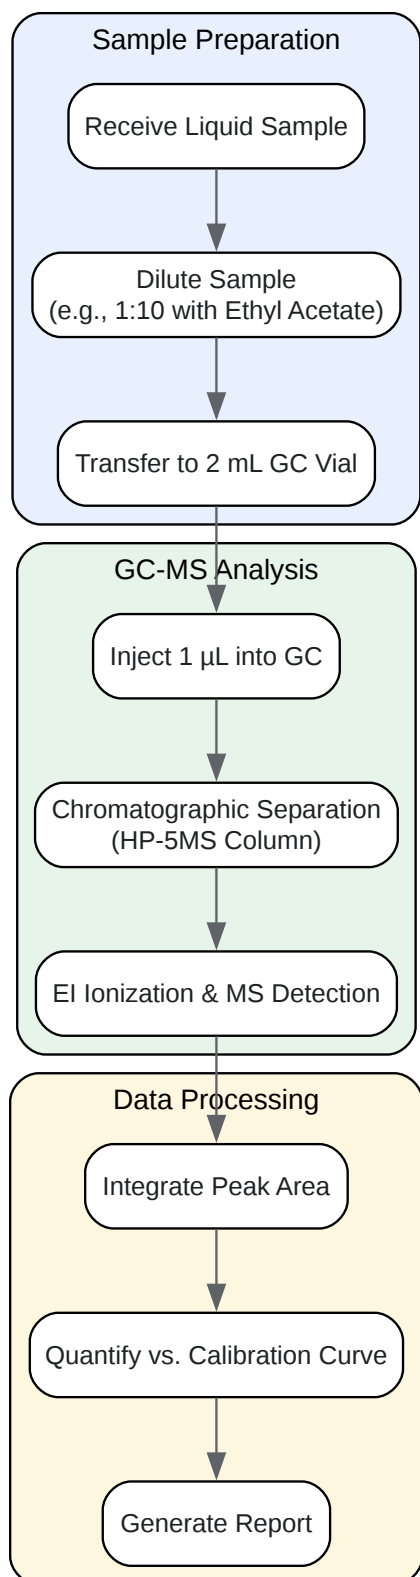 Sample Preparation
Receive Liquid Sample
Dilute Sample
(e.g., 1:10 with Ethyl Acetate)
Transfer to 2 mL GC Vial
GC-MS Analysis
Inject 1 µL into GC
Chromatographic Separation
(HP-5MS Column)
EI Ionization & MS Detection
Data Processing
Integrate Peak Area
Quantify vs. Calibration Curve
Generate Report